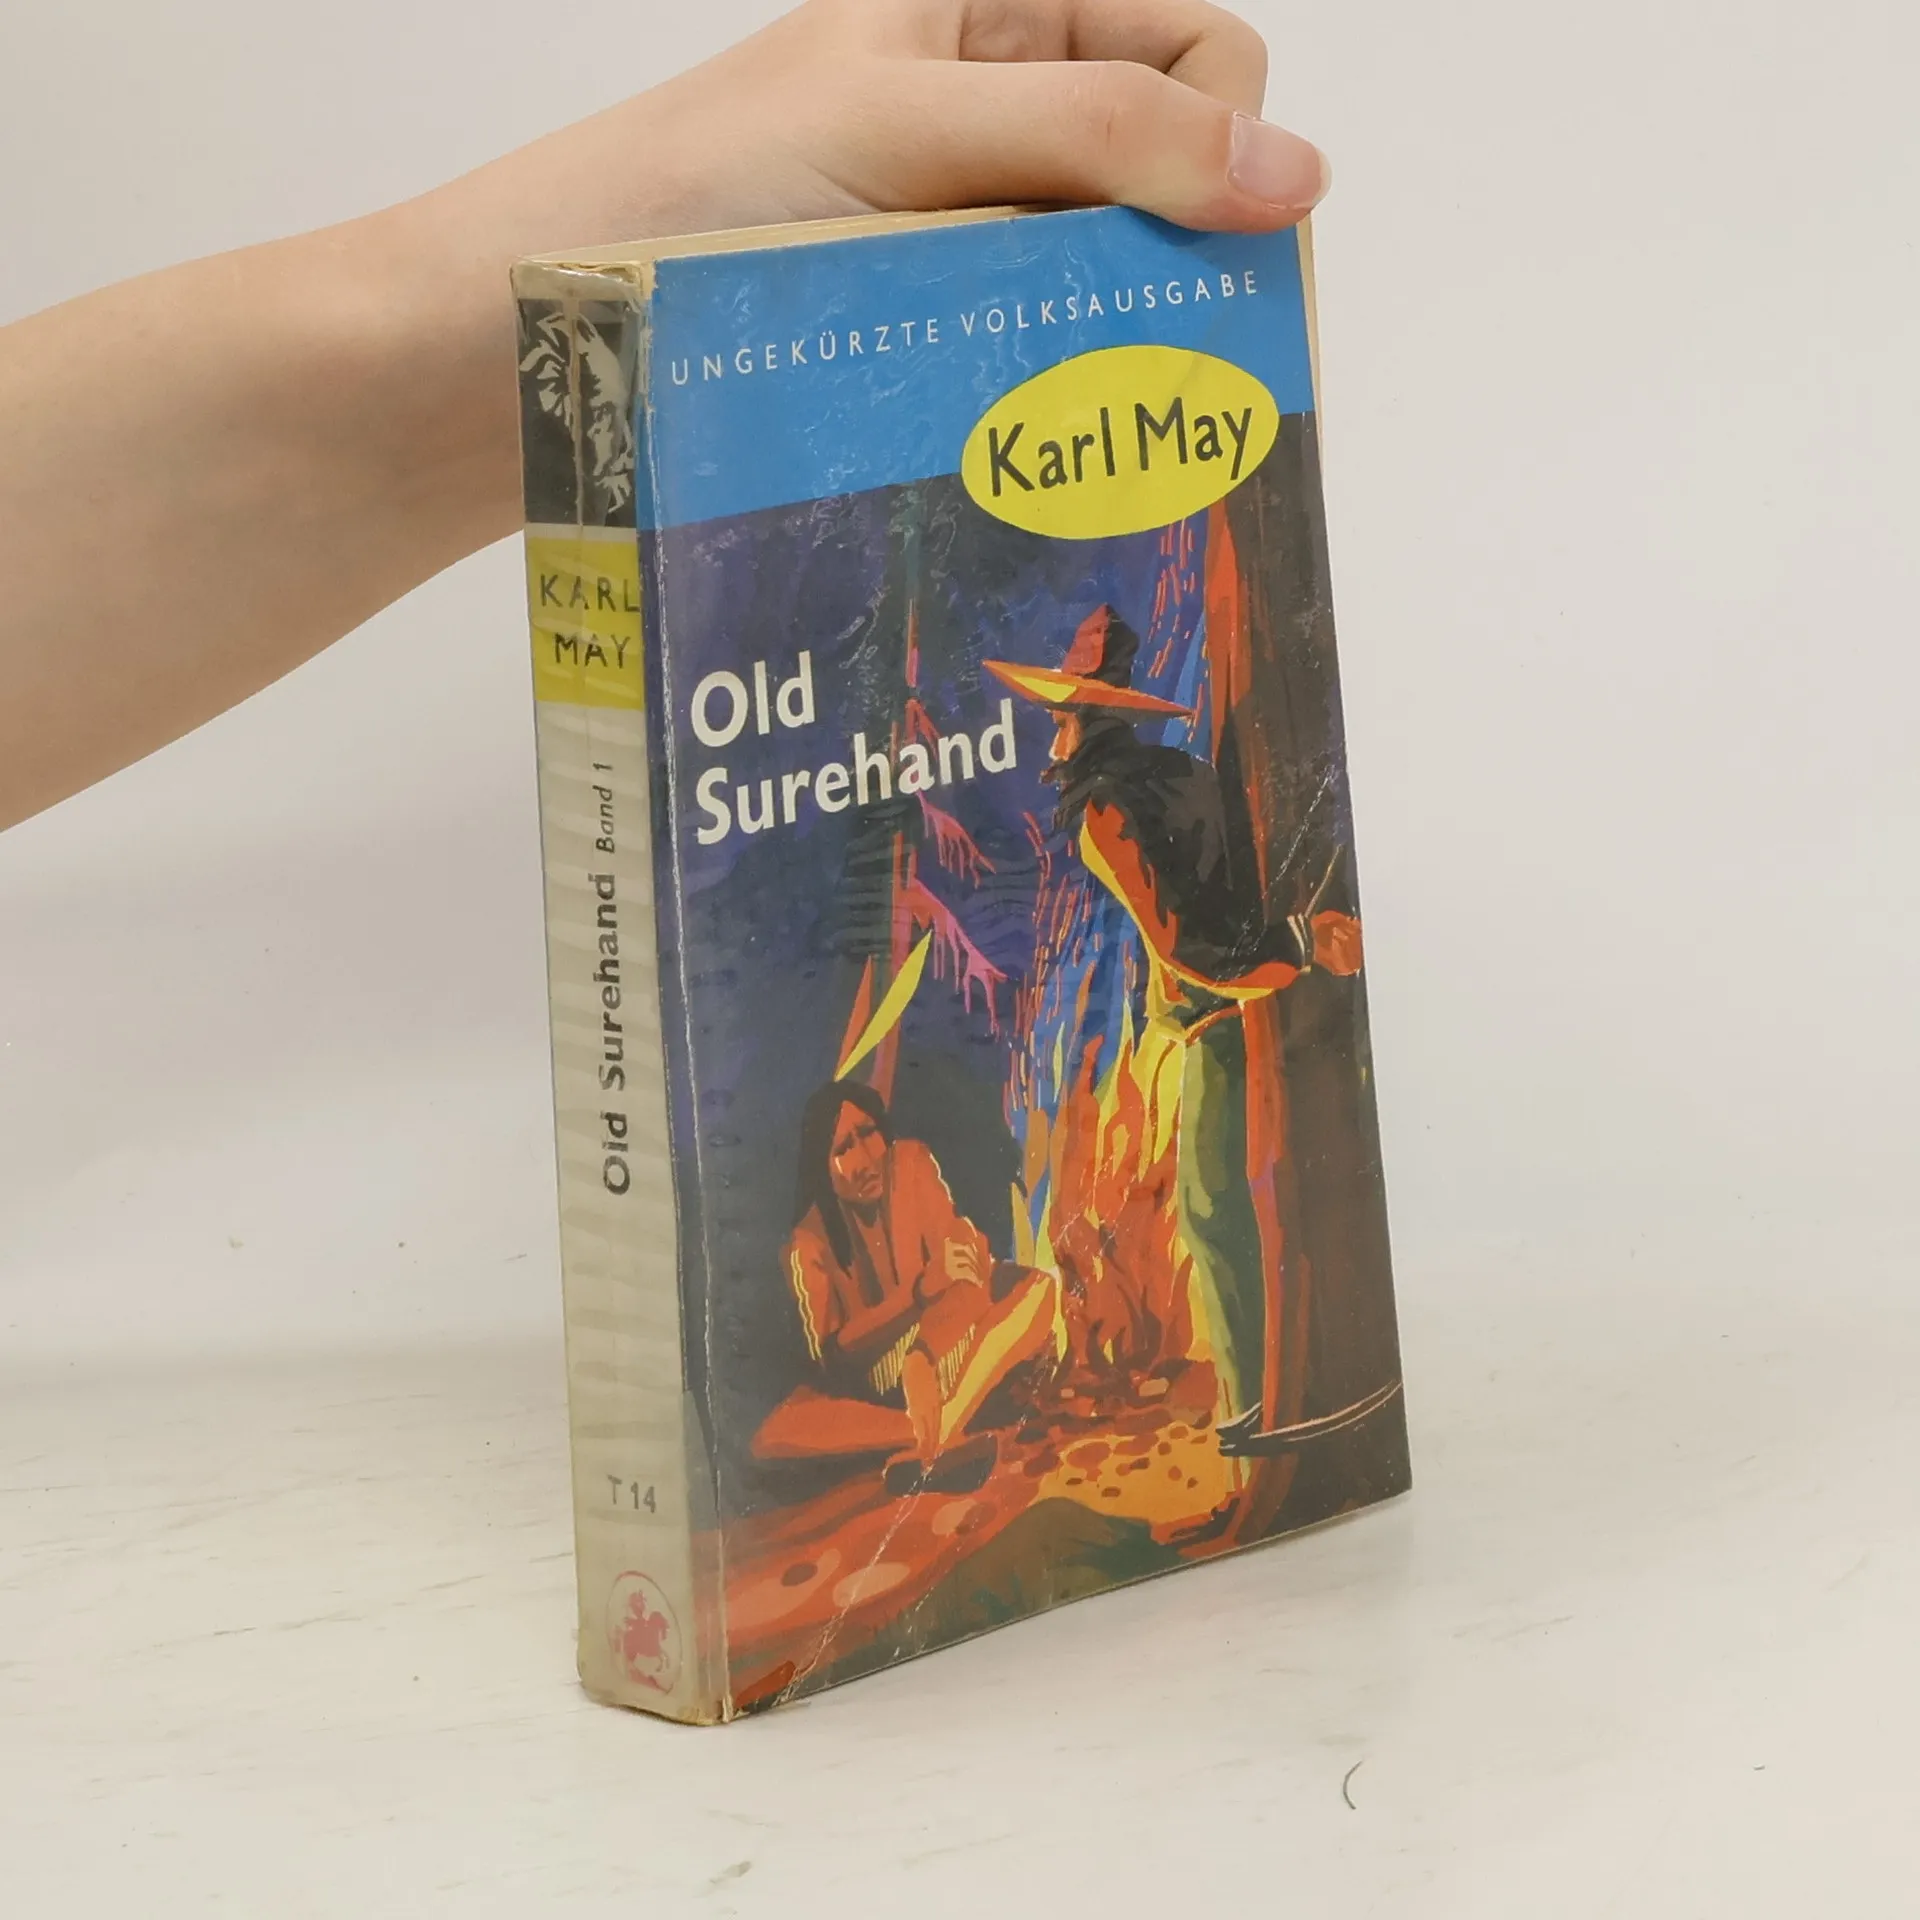 UNGEKÜRZTE VOLKSAUSGABE
Karl May
Old
Surehand
KARL
MAY
Old Surehand Band 1
T 14